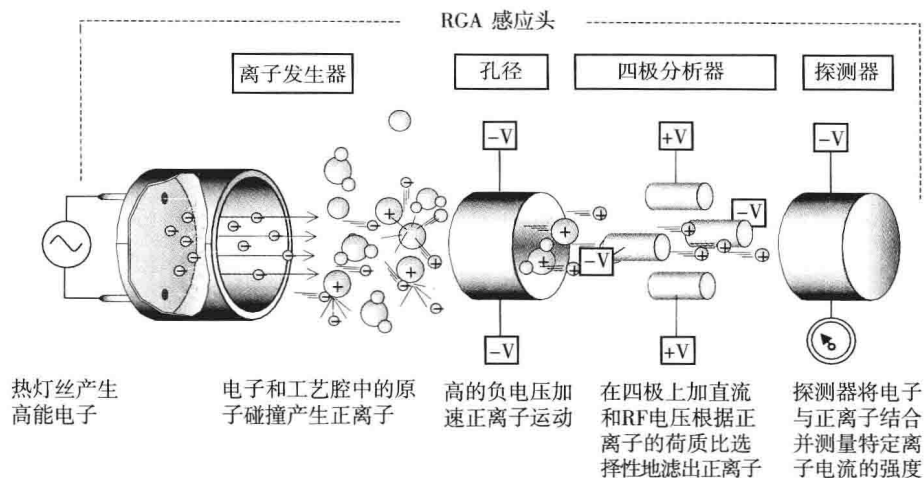 RGA 感应头
离子发生器
孔径
四极分析器
探测器
-V
+V
-V
-V
-V
-V
+V
热灯丝产生
高能电子
电子和工艺腔中的原
子碰撞产生正离子
高的负电压加
速正离子运动
在四极上加直流
和RF电压根据正
离子的荷质比选
择性地滤出正离子
探测器将电子
与正离子结合
并测量特定离
子电流的强度